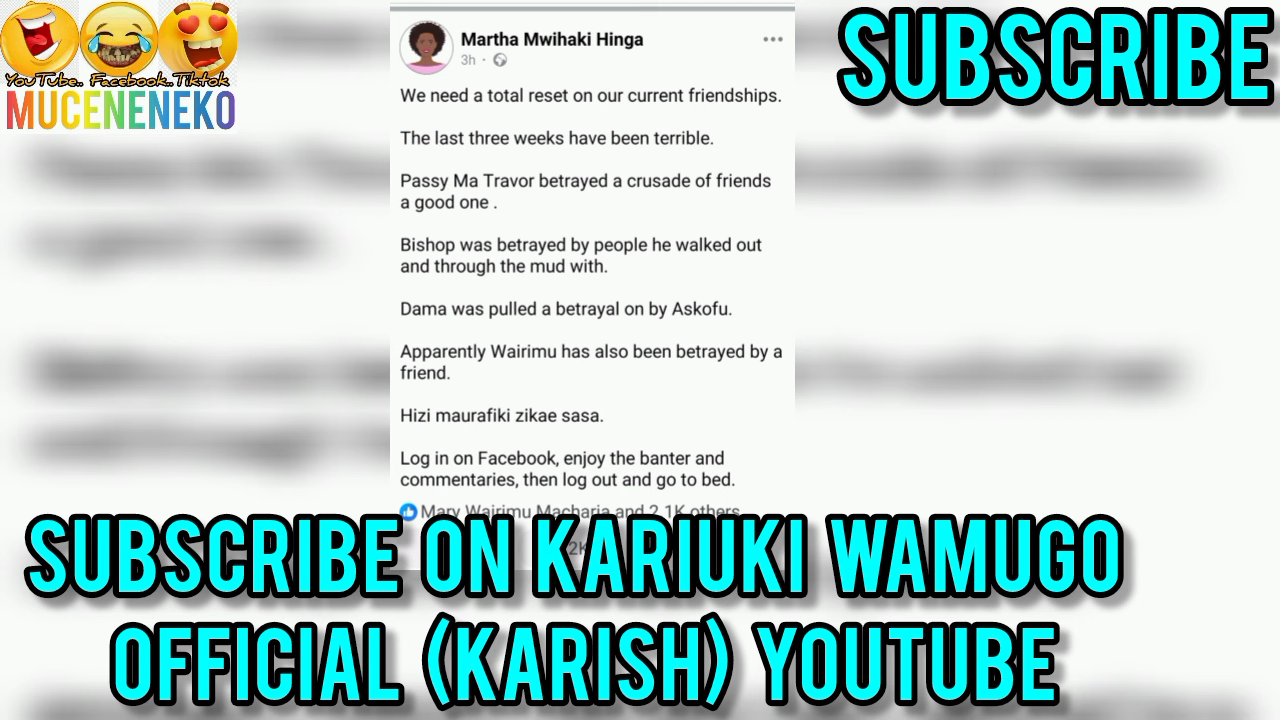 YouTube.. Facebook..Tiktok
MUCENENEKO
SUBSCRIBE
Martha Mwihaki Hinga
3h ·
We need a total reset on our current friendships.
The last three weeks have been terrible.
Passy Ma Travor betrayed a crusade of friends
a good one .
Bishop was betrayed by people he walked out
and through the mud with.
Dama was pulled a betrayal on by Askofu.
Apparently Wairimu has also been betrayed by a
friend.
Hizi maurafiki zikae sasa.
Log in on Facebook, enjoy the banter and
commentaries, then log out and go to bed.
Mary Wairimu Macharia and 2.1K others
SUBSCRIBE ON KARIUKI WAMUGO
OFFICIAL (KARISH) YOUTUBE